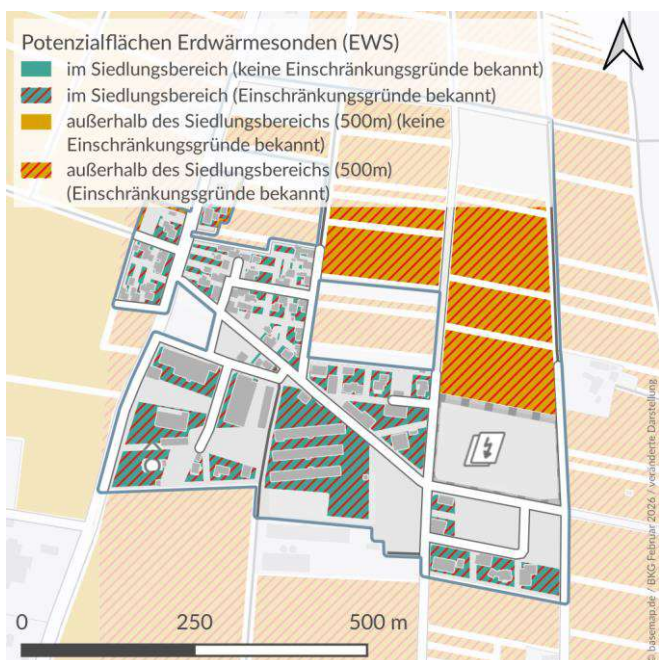 Potenzialflächen Erdwärmesonden (EWS)
im Siedlungsbereich (keine Einschränkungsgründe bekannt)
im Siedlungsbereich (Einschränkungsgründe bekannt)
außerhalb des Siedlungsbereichs (500m) (keine
Einschränkungsgründe bekannt)
außerhalb des Siedlungsbereichs (500m)
(Einschränkungsgründe bekannt)
© basemap.de / BKG Februar 2026 / veränderte Darstellung
0 250 500 m